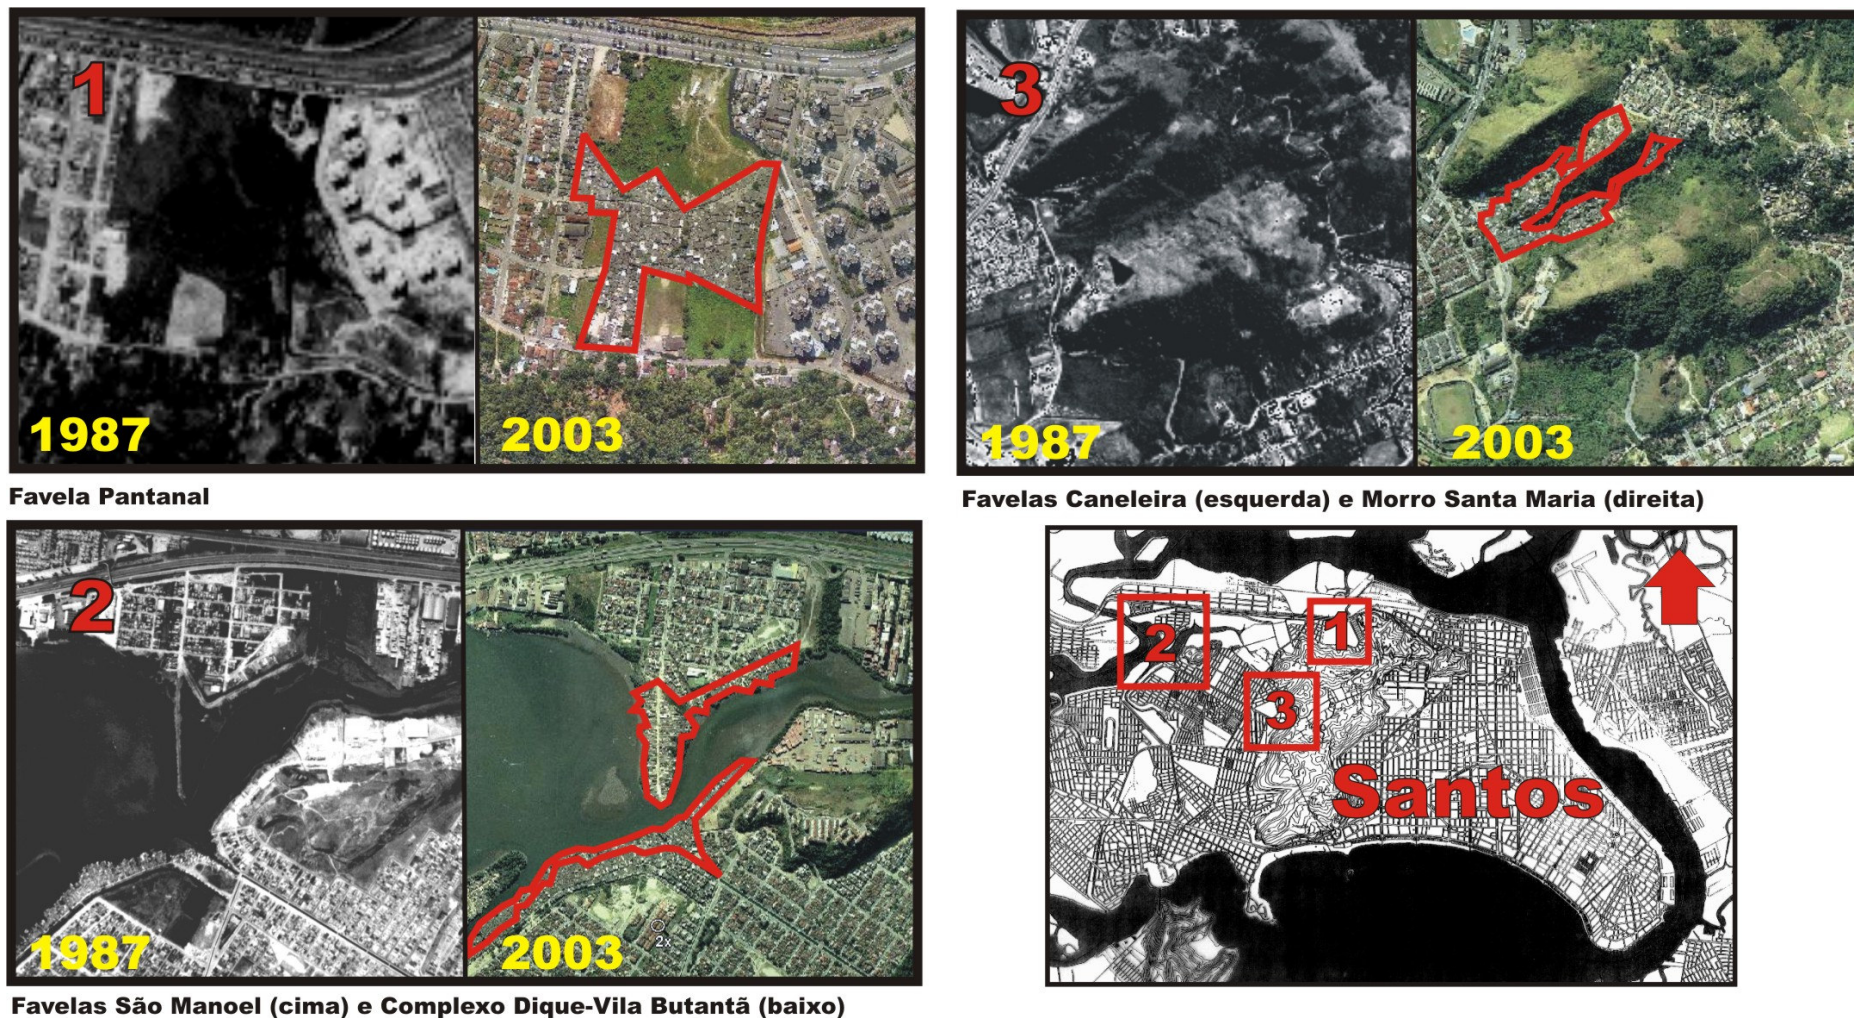 1
1987
2003
Favela Pantanal
3
1987
2003
Favelas Caneleira (esquerda) e Morro Santa Maria (direita)
2
1987
2003
2x
Favelas São Manoel (cima) e Complexo Dique-Vila Butantã (baixo)
1
2
3
Santos